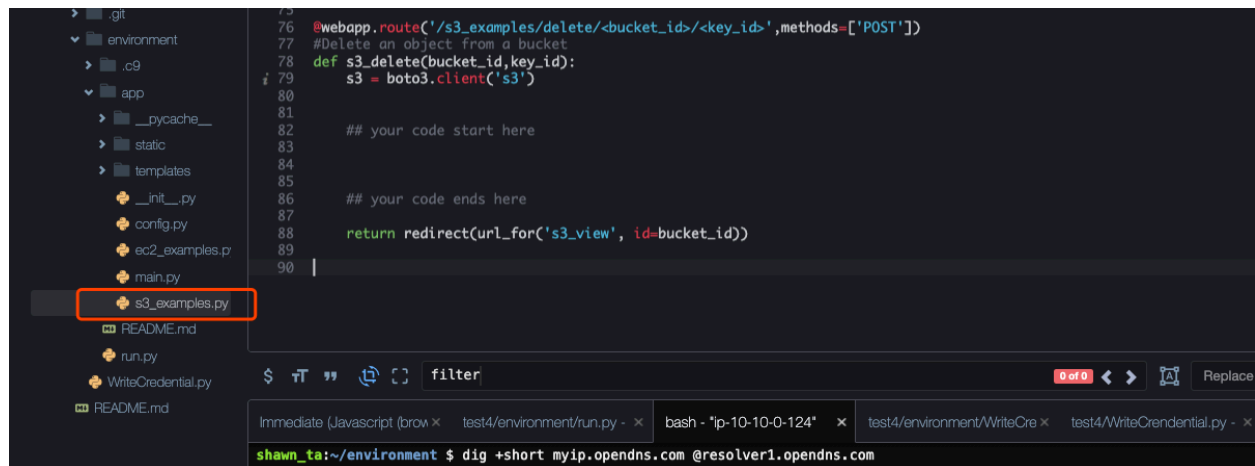 .git
environment
.c9
app
__pycache__
static
templates
__init__.py
config.py
ec2_examples.p
main.py
s3_examples.py
README.md
run.py
WriteCredential.py
README.md
75
76 @webapp.route('/s3_examples/delete/<bucket_id>/<key_id>',methods=['POST'])
77 #Delete an object from a bucket
78 def s3_delete(bucket_id,key_id):
i 79 s3 = boto3.client('s3')
80
81
82 ## your code start here
83
84
85
86 ## your code ends here
87
88 return redirect(url_for('s3_view', id=bucket_id))
89
90
$ TT " filter 0 of 0 A Replace
Immediate (Javascript (brow × test4/environment/run.py - × bash - "ip-10-10-0-124" × test4/environment/WriteCre × test4/WriteCrendential.py - ×
shawn_ta:~/environment $ dig +short myip.opendns.com @resolver1.opendns.com